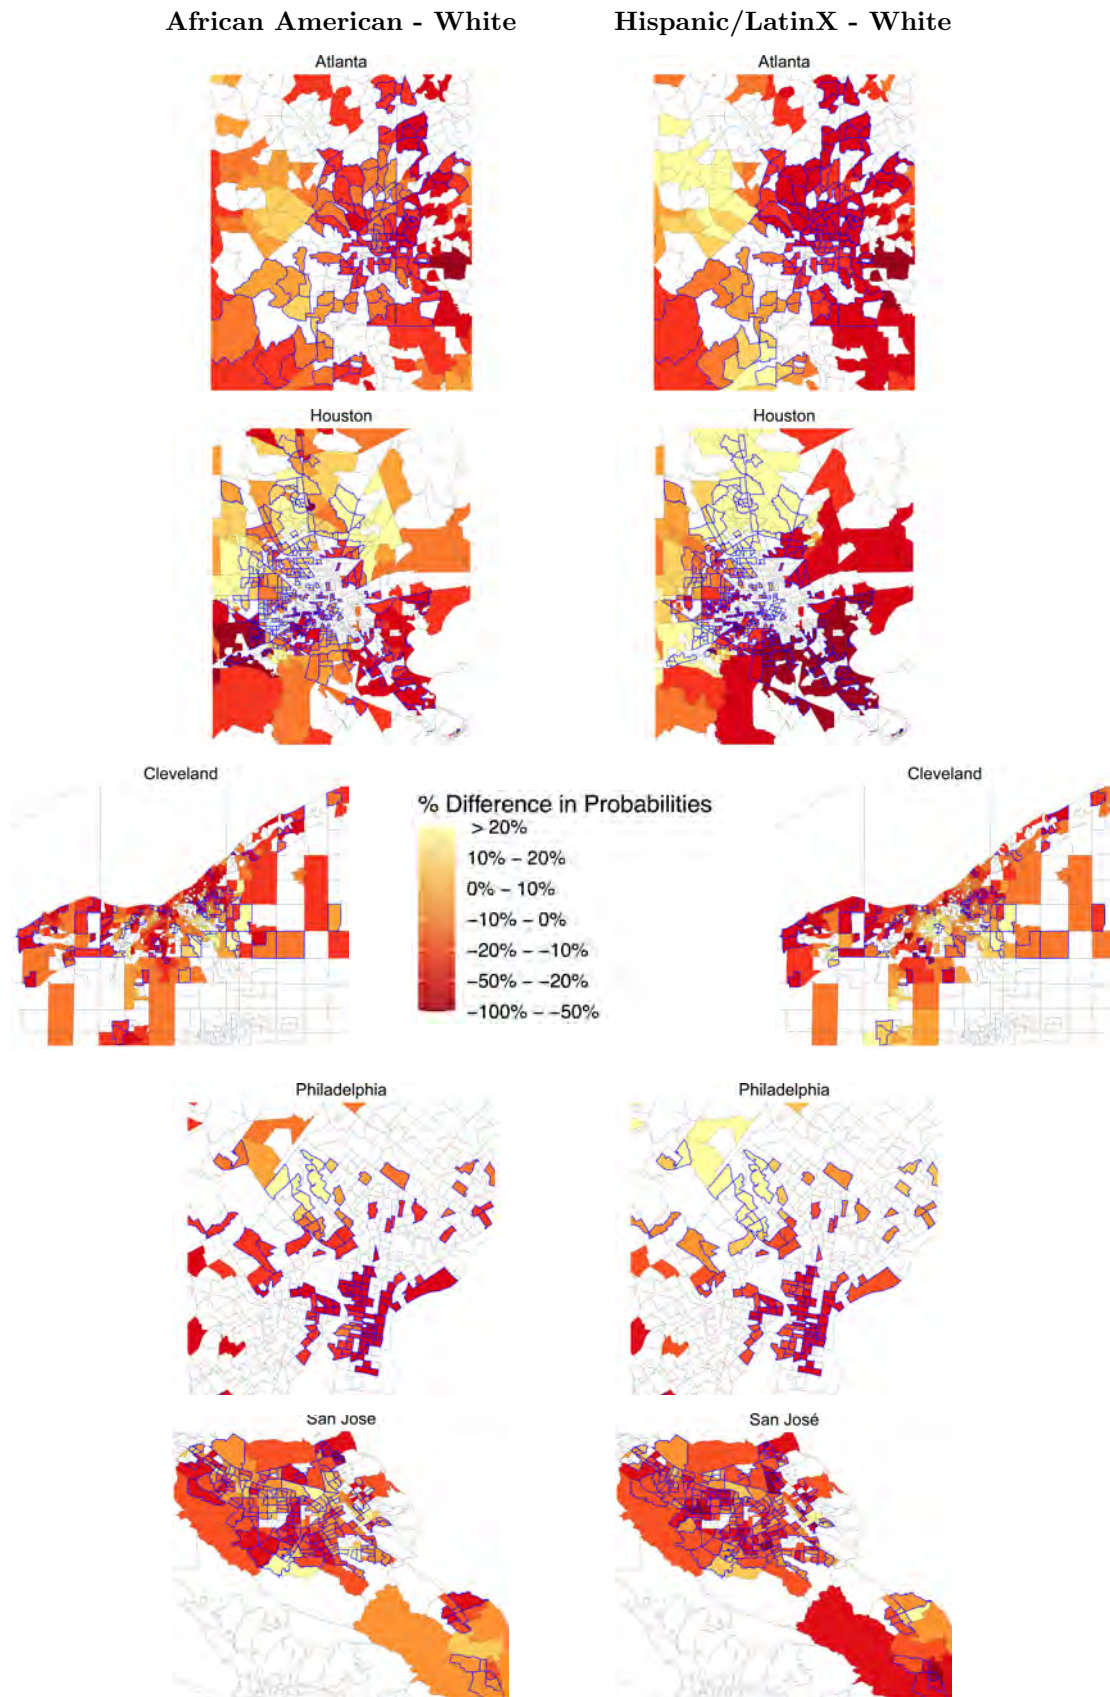 African American - White
Hispanic/LatinX - White
Atlanta
Atlanta
Houston
Houston
Cleveland
Cleveland
% Difference in Probabilities
> 20%
10% – 20%
0% – 10%
−10% – 0%
−20% – −10%
−50% – −20%
−100% – −50%
Philadelphia
Philadelphia
San Jose
San José